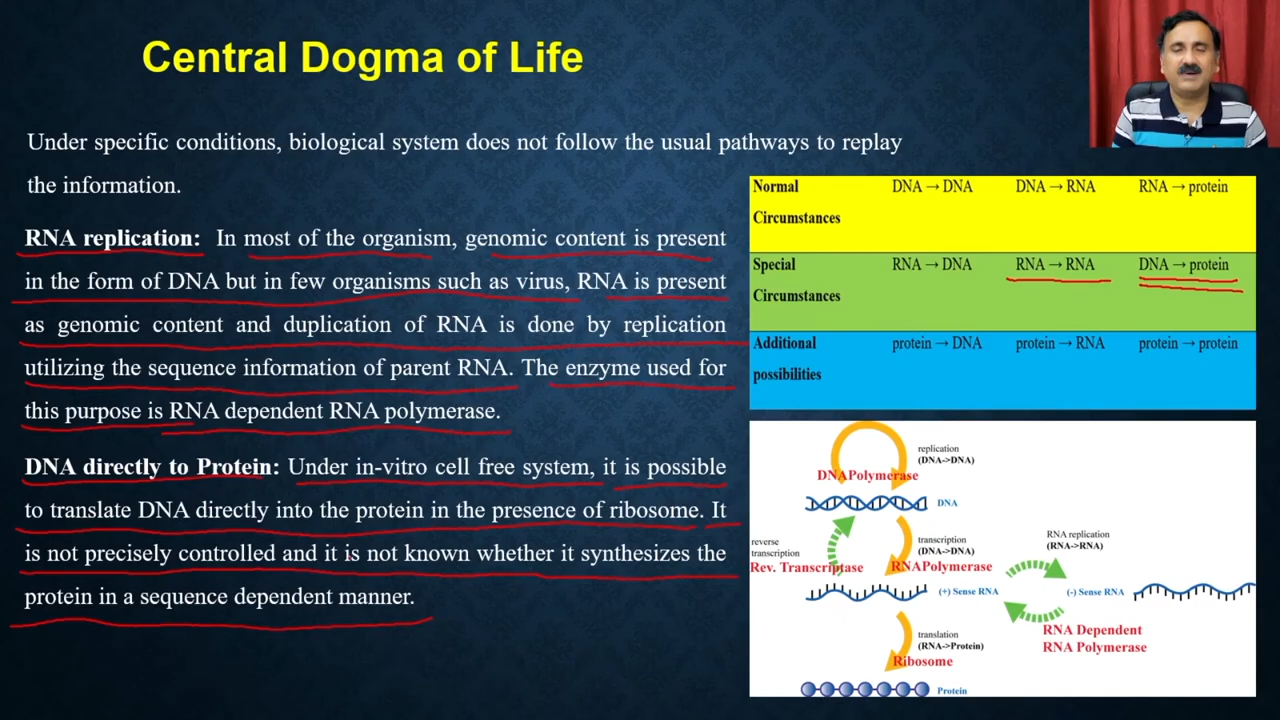 Central Dogma of Life
Under specific conditions, biological system does not follow the usual pathways to replay
the information.
RNA replication: In most of the organism, genomic content is present
in the form of DNA but in few organisms such as virus, RNA is present
as genomic content and duplication of RNA is done by replication
utilizing the sequence information of parent RNA. The enzyme used for
this purpose is RNA dependent RNA polymerase.
DNA directly to Protein: Under in-vitro cell free system, it is possible
to translate DNA directly into the protein in the presence of ribosome. It
is not precisely controlled and it is not known whether it synthesizes the
protein in a sequence dependent manner.
Normal Circumstances DNA → DNA DNA → RNA RNA → protein
Special Circumstances RNA → DNA RNA → RNA DNA → protein
Additional possibilities protein → DNA protein → RNA protein → protein
replication
(DNA->DNA)
DNAPolymerase
DNA
reverse
transcription
Rev. Transcriptase
transcription
(DNA->DNA)
RNAPolymerase
RNA replication
(RNA->RNA)
(+) Sense RNA
(-) Sense RNA
RNA Dependent
RNA Polymerase
translation
(RNA->Protein)
Ribosome
Protein